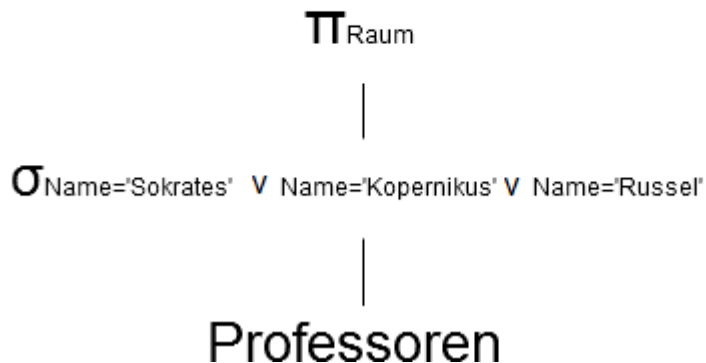 πRaum
σName='Sokrates' v Name='Kopernikus' v Name='Russel'
Professoren